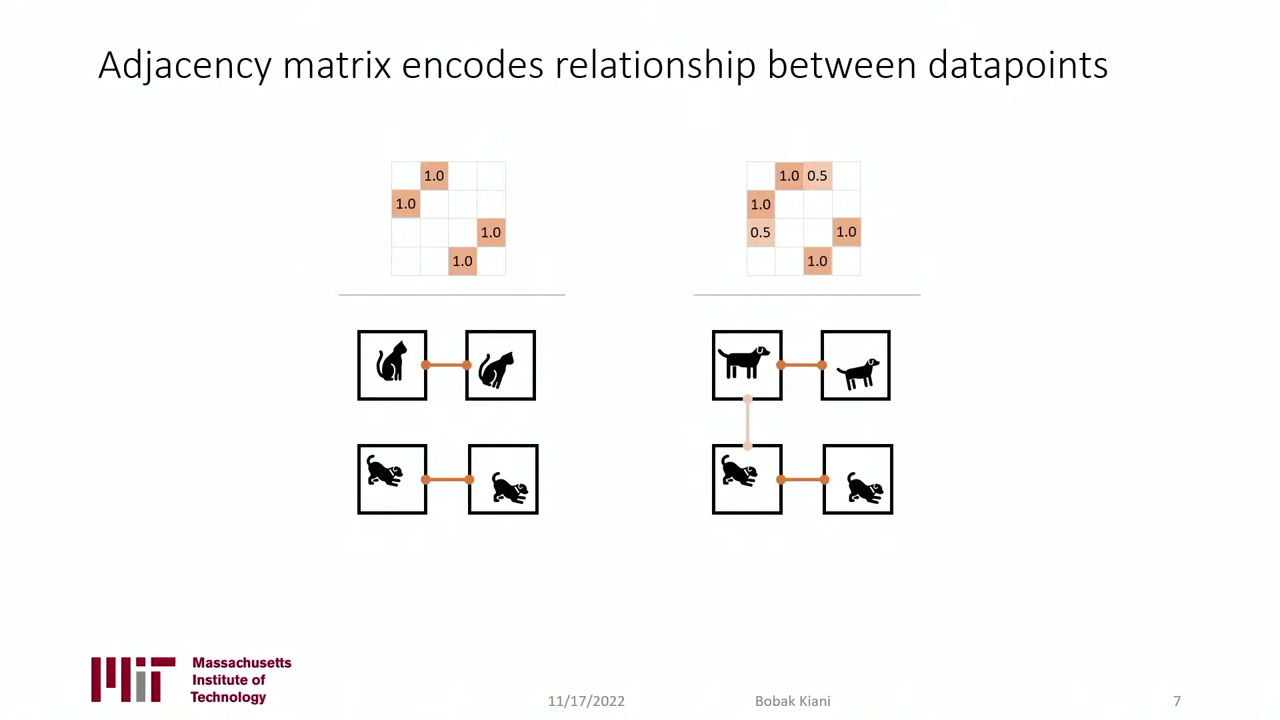 Adjacency matrix encodes relationship between datapoints
1.0
1.0
1.0
1.0
1.0 0.5
1.0
0.5 1.0
1.0
Massachusetts
Institute of
Technology
11/17/2022 Bobak Kiani 7